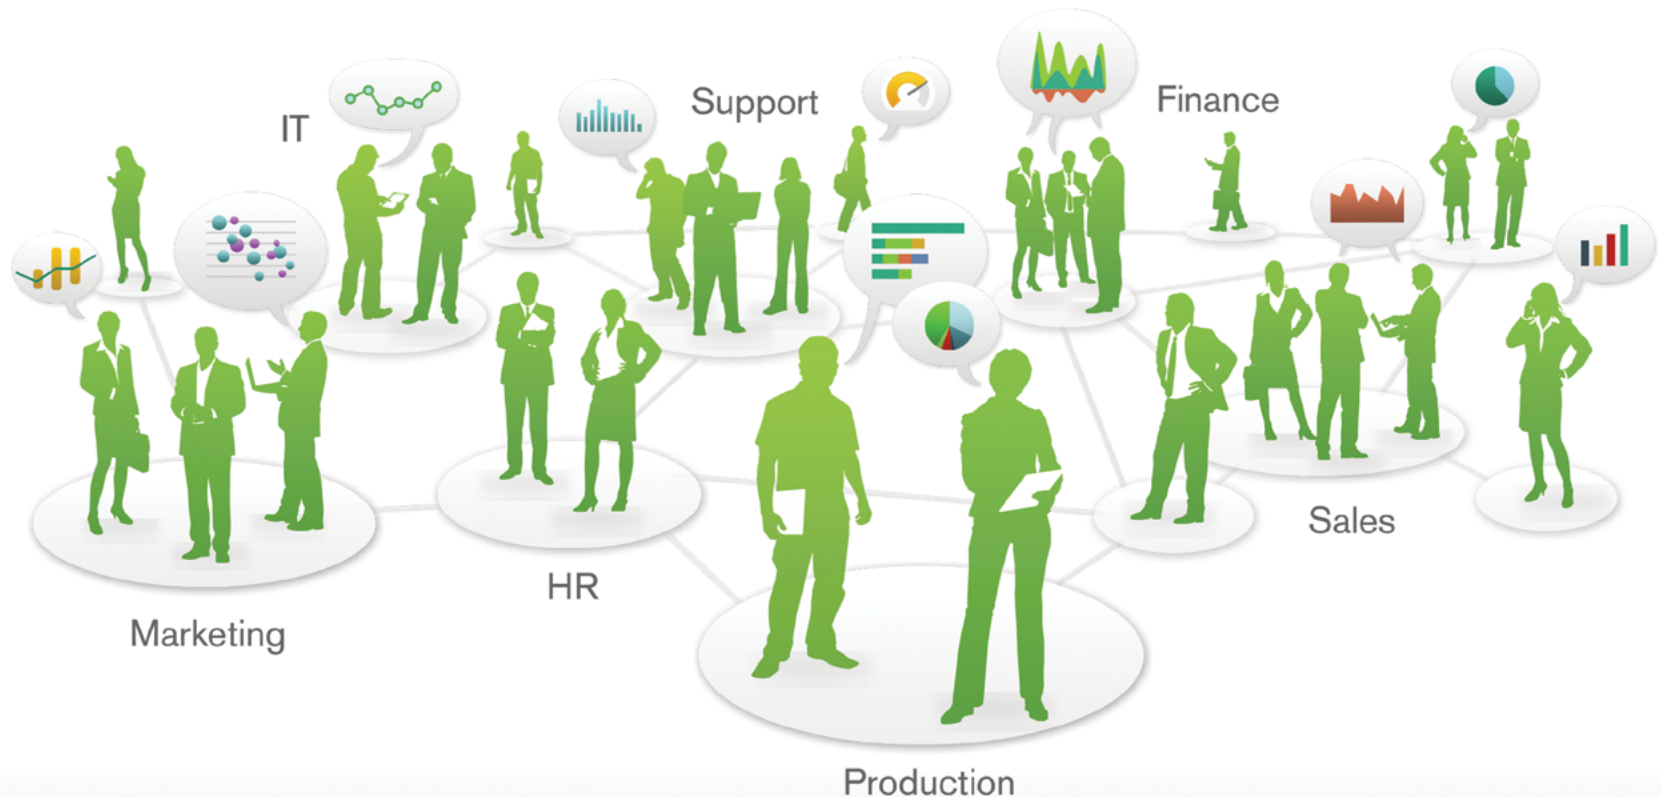 Support
Finance
IT
Sales
HR
Marketing
Production